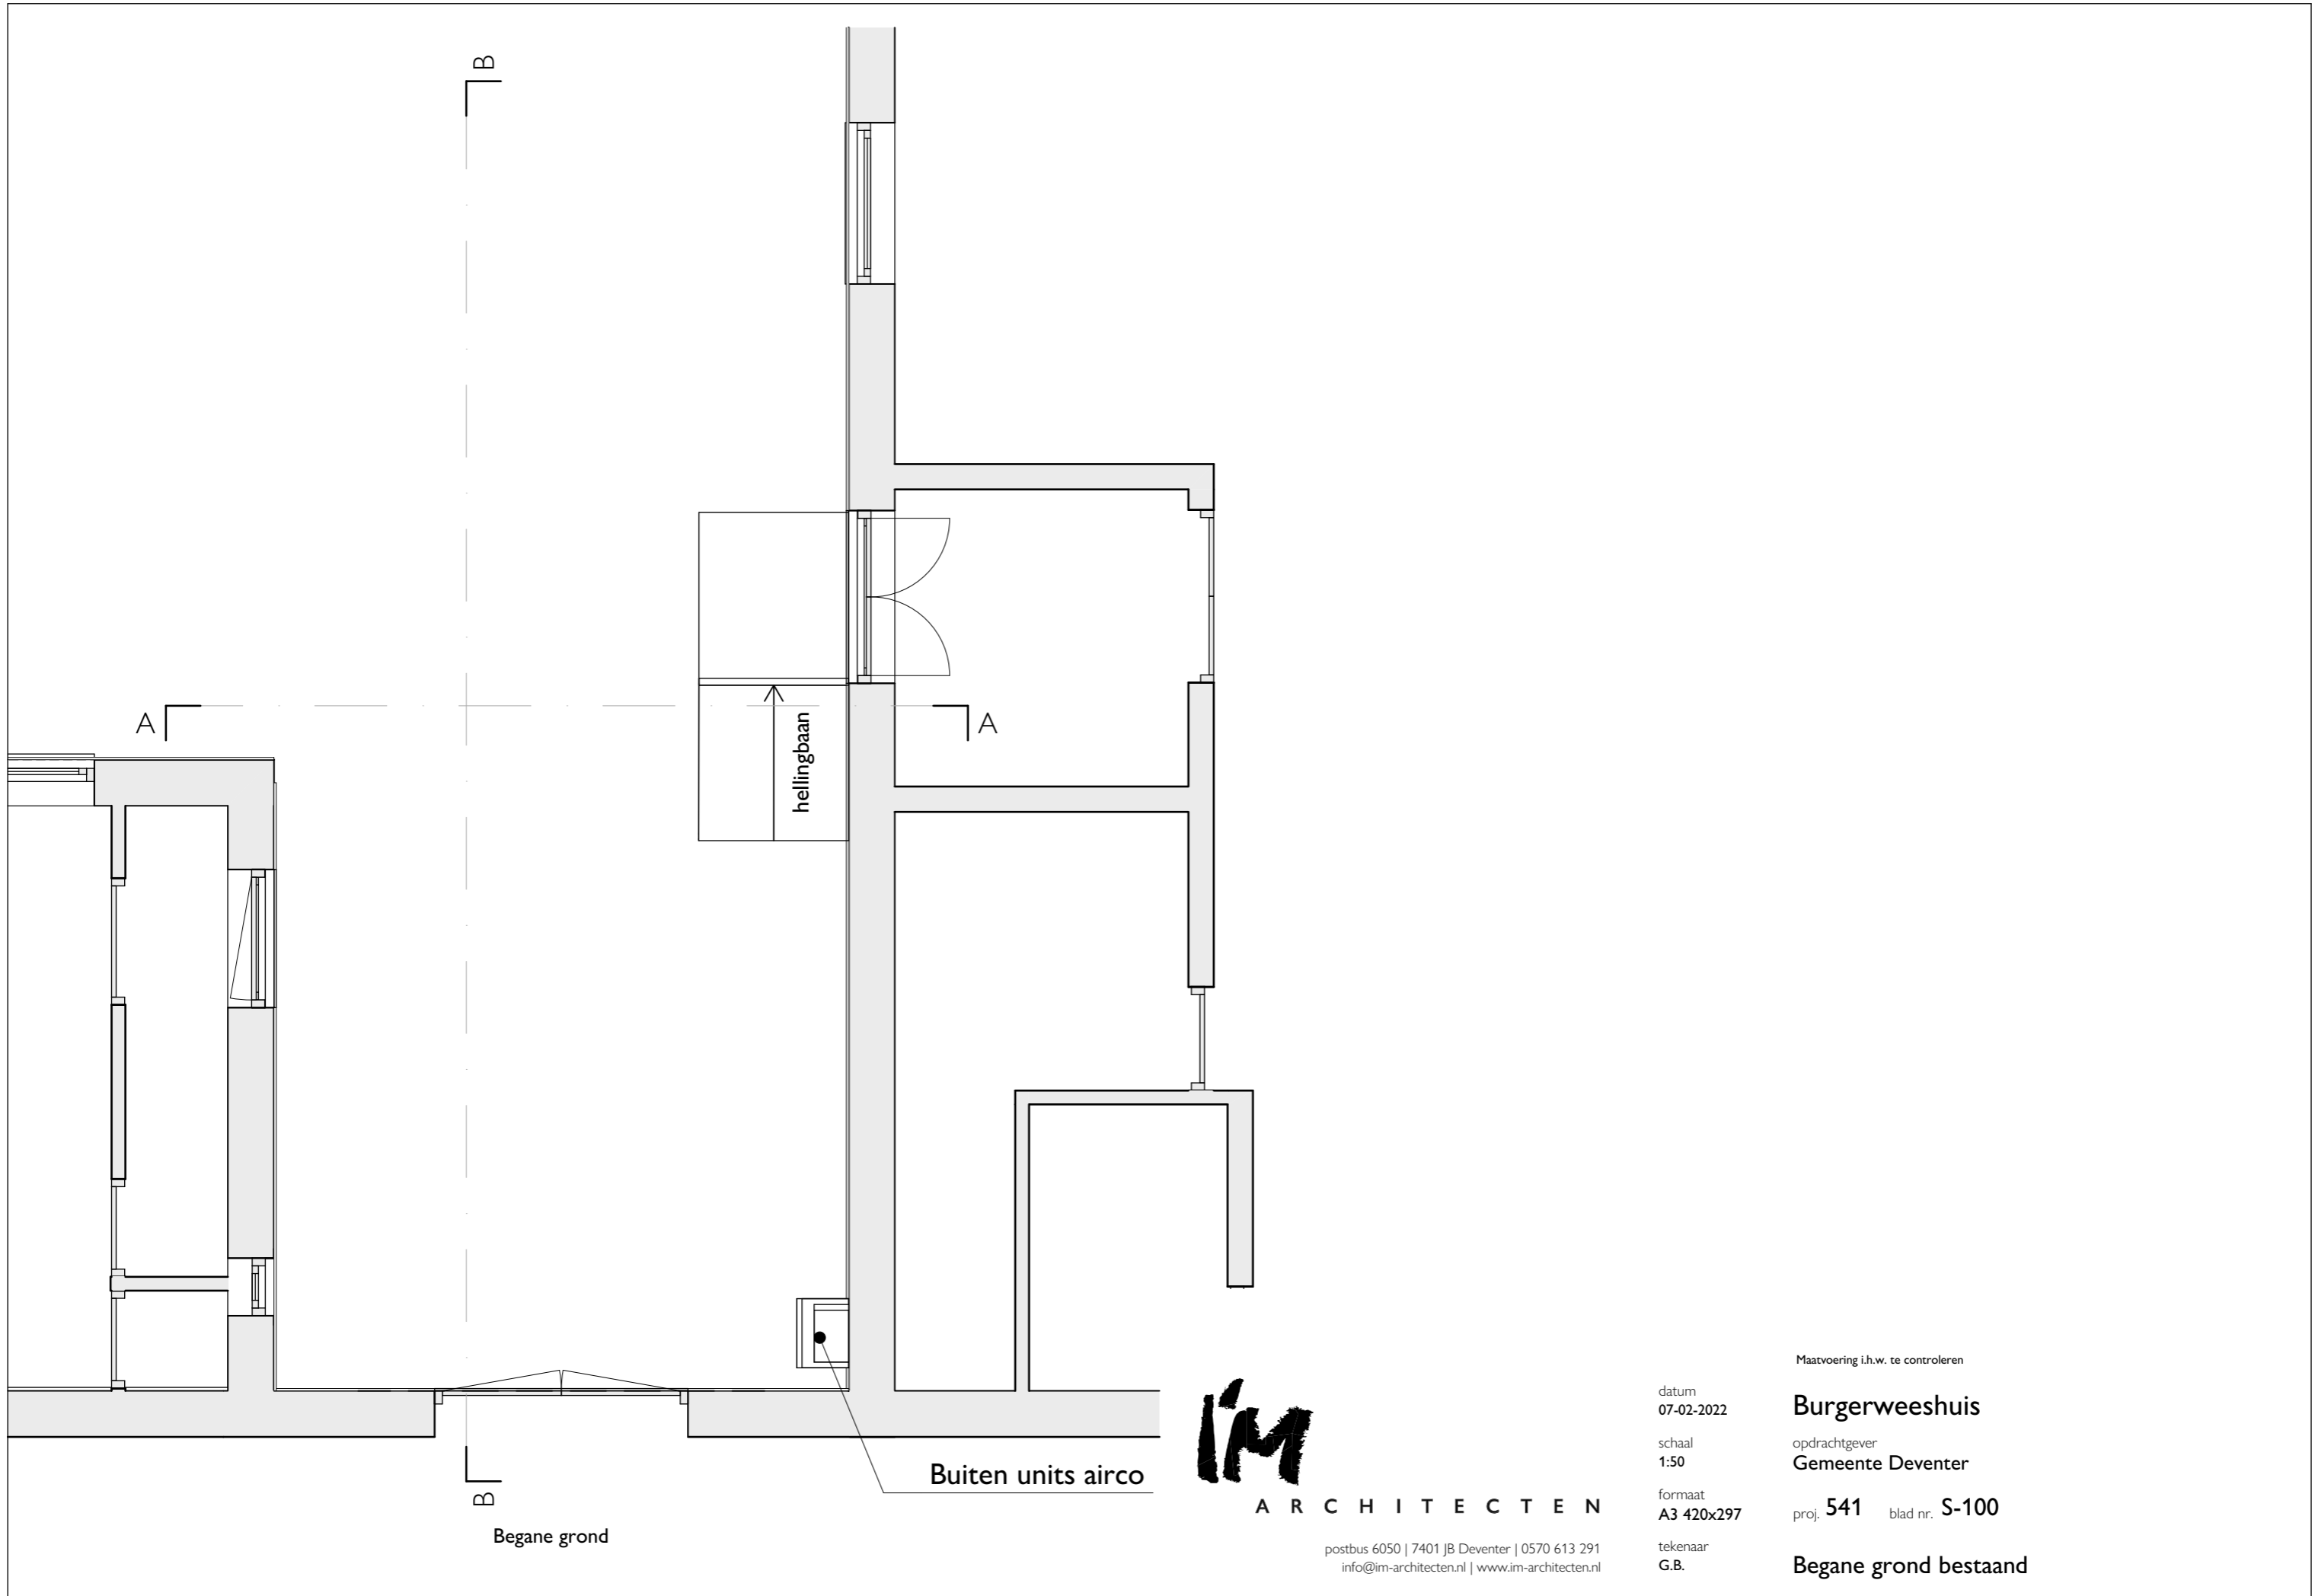 B
A
A
hellingbaan
Buiten units airco
B
Begane grond
I'M
ARCHITECTEN
postbus 6050 | 7401 JB Deventer | 0570 613 291
info@im-architecten.nl | www.im-architecten.nl
datum
07-02-2022
schaal
1:50
formaat
A3 420x297
tekenaar
G.B.
Maatvoering i.h.w. te controleren
Burgerweeshuis
opdrachtgever
Gemeente Deventer
proj. 541 blad nr. S-100
Begane grond bestaand